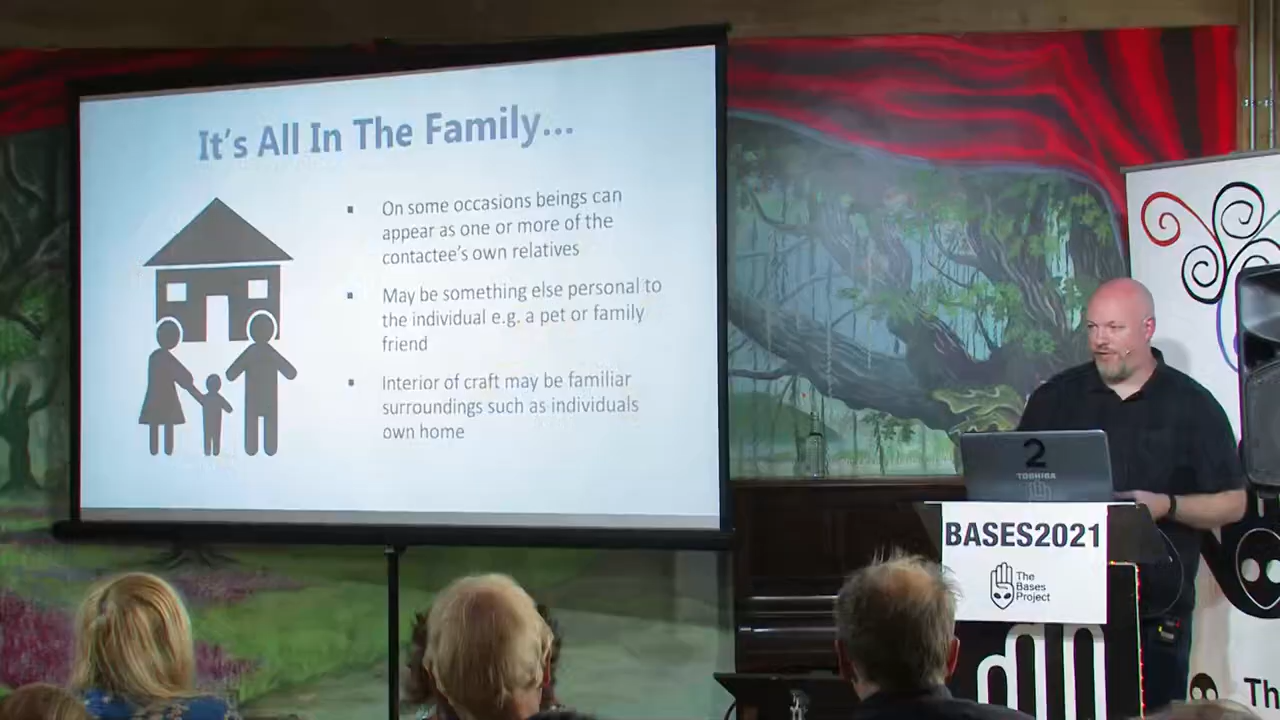 It's All In The Family...
▪ On some occasions beings can
appear as one or more of the
contactee's own relatives
▪ May be something else personal to
the individual e.g. a pet or family
friend
▪ Interior of craft may be familiar
surroundings such as individuals
own home
2
TOSHIBA
BASES2021
The
Bases
Project
Th